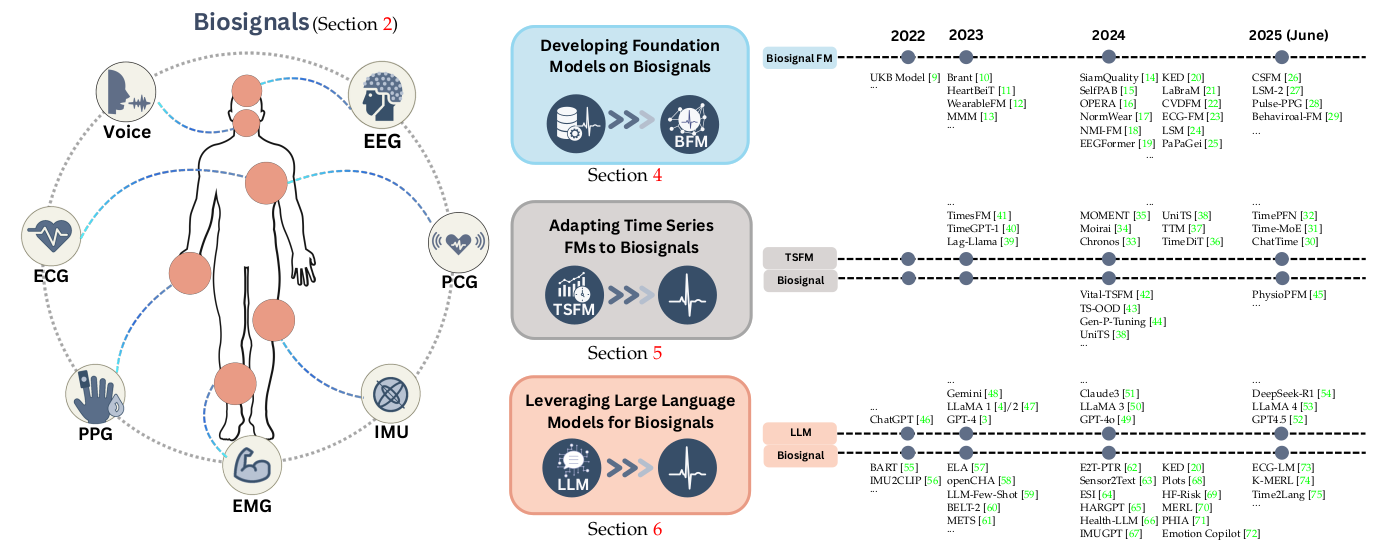 Biosignals (Section 2)
Voice
EEG
ECG
PCG
PPG
IMU
EMG
Developing Foundation
Models on Biosignals
BFM
Section 4
Adapting Time Series
FMs to Biosignals
TSFM
Section 5
Leveraging Large Language
Models for Biosignals
LLM
Section 6
2022 2023 2024 2025 (June)
Biosignal FM
UKB Model [9]
...
Brant [10]
HeartBeiT [11]
WearableFM [12]
MMM [13]
...
SiamQuality [14]
SelfPAB [15]
OPERA [16]
NormWear [17]
NMI-FM [18]
EEGFormer [19]
KED [20]
LaBraM [21]
CVDFM [22]
ECG-FM [23]
LSM [24]
PaPaGei [25]
...
CSFM [26]
LSM-2 [27]
Pulse-PPG [28]
Behaviroal-FM [29]
...
...
TimesFM [41]
TimeGPT-1 [40]
Lag-Llama [39]
...
MOMENT [35]
Moirai [34]
Chronos [33]
UniTS [38]
TTM [37]
TimeDiT [36]
...
TimePFN [32]
Time-MoE [31]
ChatTime [30]
TSFM
Biosignal
Vital-TSFM [42]
TS-OOD [43]
Gen-P-Tuning [44]
UniTS [38]
...
PhysioPFM [45]
...
...
ChatGPT [46]
...
Gemini [48]
LLaMA 1 [4]/2 [47]
GPT-4 [3]
...
Claude3 [51]
LLaMA 3 [50]
GPT-4o [49]
...
DeepSeek-R1 [54]
LLaMA 4 [53]
GPT4.5 [52]
LLM
Biosignal
BART [55]
IMU2CLIP [56]
...
ELA [57]
openCHA [58]
LLM-Few-Shot [59]
BELT-2 [60]
METS [61]
...
E2T-PTR [62]
Sensor2Text [63]
ESI [64]
HARGPT [65]
Health-LLM [66]
IMUGPT [67]
KED [20]
Plots [68]
HF-Risk [69]
MERL [70]
PHIA [71]
Emotion Copilot [72]
ECG-LM [73]
K-MERL [74]
Time2Lang [75]
...